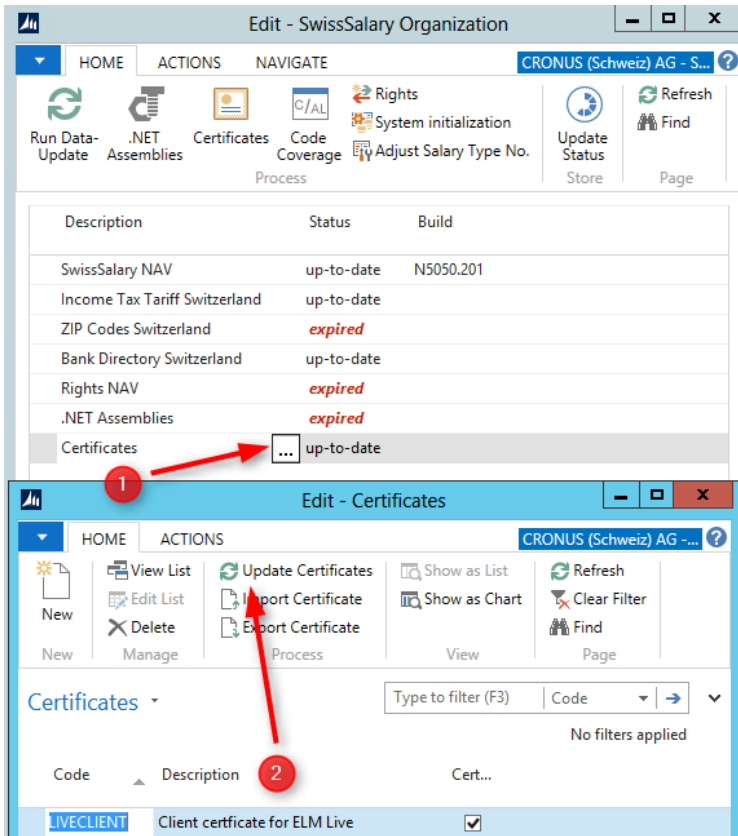 Edit - SwissSalary Organization
HOME ACTIONS NAVIGATE CRONUS (Schweiz) AG - S... ?
Run Data-Update
.NET Assemblies
Certificates
C/AL Code Coverage
Rights
System initialization
Adjust Salary Type No.
Process
Update Status
Store
Refresh
Find
Page
Description Status Build
SwissSalary NAV up-to-date N5050.201
Income Tax Tariff Switzerland up-to-date
ZIP Codes Switzerland expired
Bank Directory Switzerland up-to-date
Rights NAV expired
.NET Assemblies expired
Certificates ... up-to-date
1
Edit - Certificates
HOME ACTIONS CRONUS (Schweiz) AG -... ?
New
New
View List
Edit List
Delete
Manage
Update Certificates
Import Certificate
Export Certificate
Process
Show as List
Show as Chart
View
Refresh
Clear Filter
Find
Page
Certificates
Type to filter (F3) Code
No filters applied
2
Code Description Cert...
LIVECLIENT Client certficate for ELM Live